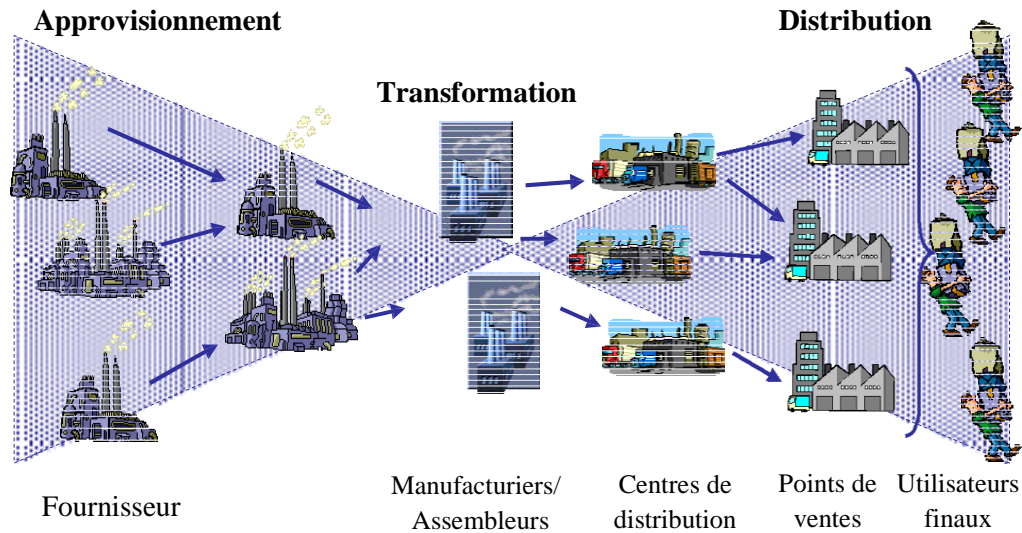 Approvisionnement
Distribution
Transformation
Fournisseur
Manufacturiers/
Assembleurs
Centres de
distribution
Points de
ventes
Utilisateurs
finaux